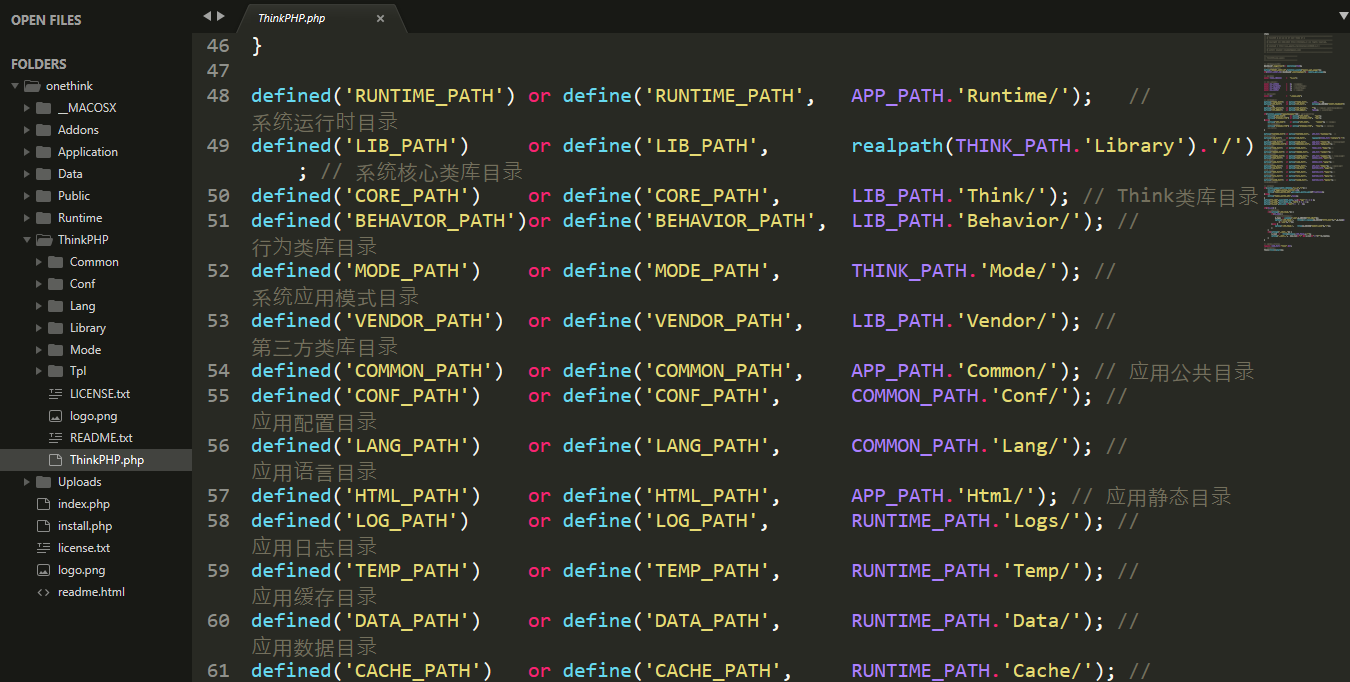 OPEN FILES
FOLDERS
onethink
__MACOSX
Addons
Application
Data
Public
Runtime
ThinkPHP
Common
Conf
Lang
Library
Mode
Tpl
LICENSE.txt
logo.png
README.txt
ThinkPHP.php
Uploads
index.php
install.php
license.txt
logo.png
readme.html
ThinkPHP.php ×
46 }
47
48 defined('RUNTIME_PATH') or define('RUNTIME_PATH', APP_PATH.'Runtime/'); //
系统运行时目录
49 defined('LIB_PATH') or define('LIB_PATH', realpath(THINK_PATH.'Library').'/')
; // 系统核心类库目录
50 defined('CORE_PATH') or define('CORE_PATH', LIB_PATH.'Think/'); // Think类库目录
51 defined('BEHAVIOR_PATH')or define('BEHAVIOR_PATH', LIB_PATH.'Behavior/'); //
行为类库目录
52 defined('MODE_PATH') or define('MODE_PATH', THINK_PATH.'Mode/'); //
系统应用模式目录
53 defined('VENDOR_PATH') or define('VENDOR_PATH', LIB_PATH.'Vendor/'); //
第三方类库目录
54 defined('COMMON_PATH') or define('COMMON_PATH', APP_PATH.'Common/'); // 应用公共目录
55 defined('CONF_PATH') or define('CONF_PATH', COMMON_PATH.'Conf/'); //
应用配置目录
56 defined('LANG_PATH') or define('LANG_PATH', COMMON_PATH.'Lang/'); //
应用语言目录
57 defined('HTML_PATH') or define('HTML_PATH', APP_PATH.'Html/'); // 应用静态目录
58 defined('LOG_PATH') or define('LOG_PATH', RUNTIME_PATH.'Logs/'); //
应用日志目录
59 defined('TEMP_PATH') or define('TEMP_PATH', RUNTIME_PATH.'Temp/'); //
应用缓存目录
60 defined('DATA_PATH') or define('DATA_PATH', RUNTIME_PATH.'Data/'); //
应用数据目录
61 defined('CACHE_PATH') or define('CACHE_PATH', RUNTIME_PATH.'Cache/'); //